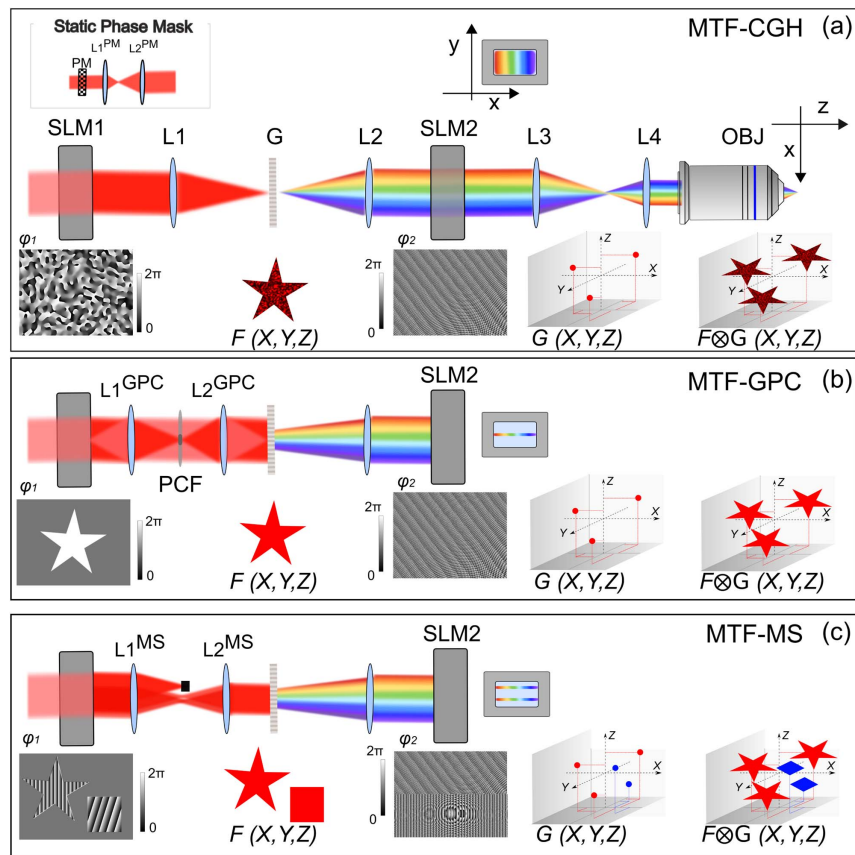 MTF-CGH (a)
Static Phase Mask
L1PM L2PM
PM
y
x
SLM1 L1 G L2 SLM2 L3 L4 OBJ
z
x
φ1 2π 0
F (X,Y,Z)
φ2 2π 0
Z X Y
G (X,Y,Z)
Z X Y
F⊗G (X,Y,Z)
MTF-GPC (b)
L1GPC L2GPC SLM2
PCF
φ1 2π 0
F (X,Y,Z)
φ2 2π 0
Z X Y
G (X,Y,Z)
Z X Y
F⊗G (X,Y,Z)
MTF-MS (c)
L1MS L2MS SLM2
φ1 2π 0
F (X,Y,Z)
φ2 2π 0
Z X Y
G (X,Y,Z)
Z X Y
F⊗G (X,Y,Z)